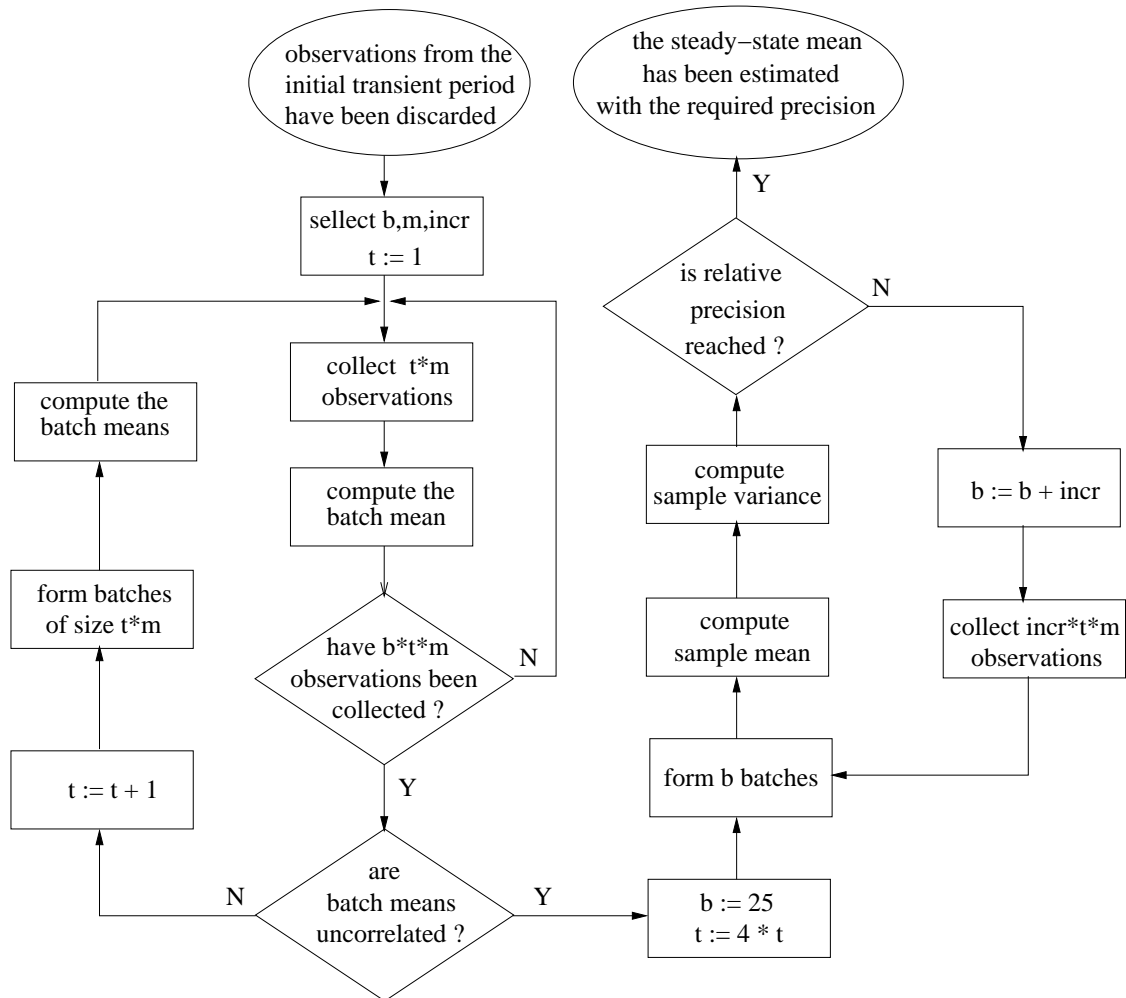 observations from the
initial transient period
have been discarded
the steady−state mean
has been estimated
with the required precision
Y
sellect b,m,incr
t := 1
is relative
precision
reached ?
N
collect t*m
observations
compute the
batch means
compute
sample variance
b := b + incr
compute the
batch mean
form batches
of size t*m
compute
sample mean
collect incr*t*m
observations
have b*t*m
observations been
collected ?
N
t := t + 1
form b batches
Y
are
batch means
uncorrelated ?
N
Y
b := 25
t := 4 * t